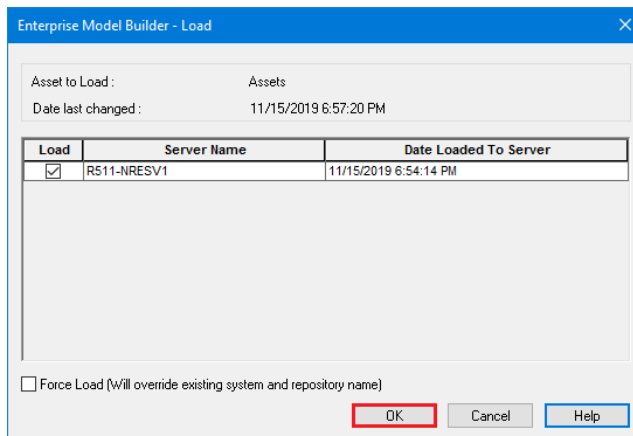 Enterprise Model Builder - Load
Asset to Load : Assets
Date last changed : 11/15/2019 6:57:20 PM
Load Server Name Date Loaded To Server
R511-NRESV1 11/15/2019 6:54:14 PM
Force Load (Will override existing system and repository name)
OK Cancel Help